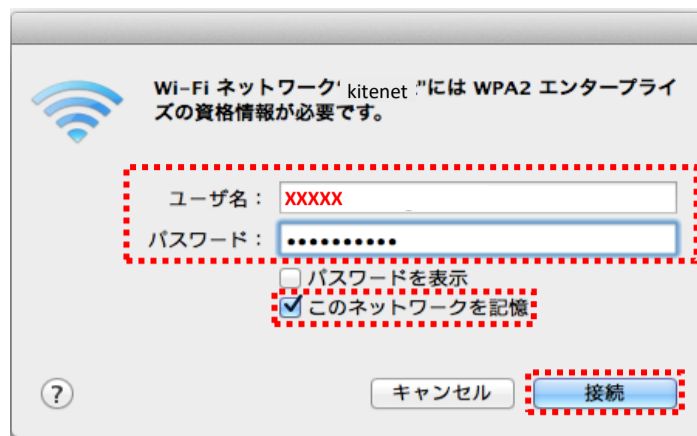 Wi-Fi ネットワーク“kitenet”には WPA2 エンタープライ
ズの資格情報が必要です。
ユーザ名： XXXXX
パスワード： ••••••••••
パスワードを表示
このネットワークを記憶
? キャンセル 接続